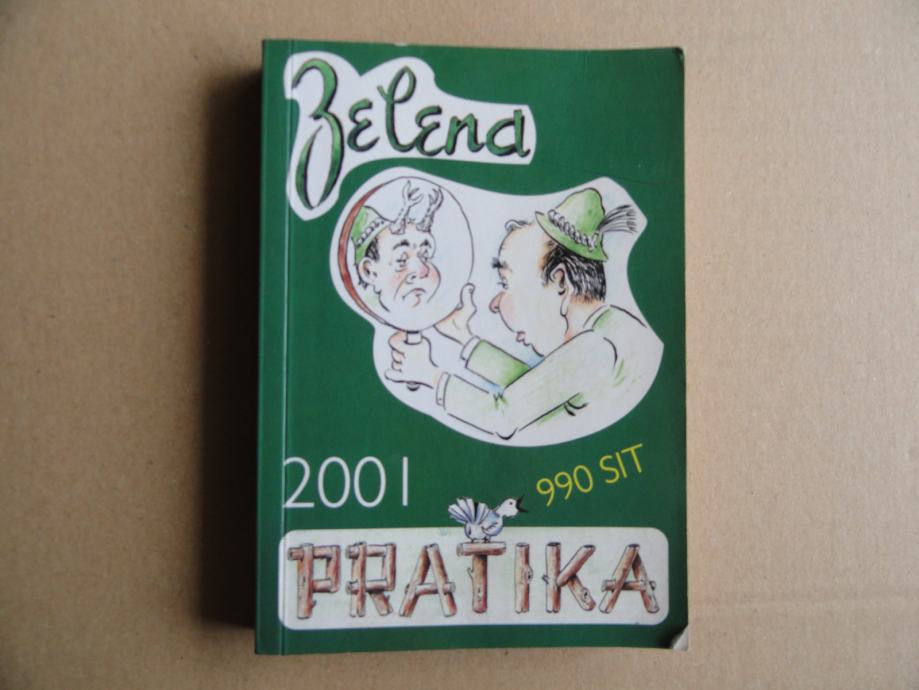 Zelena
2001
990 SIT
PRATIKA